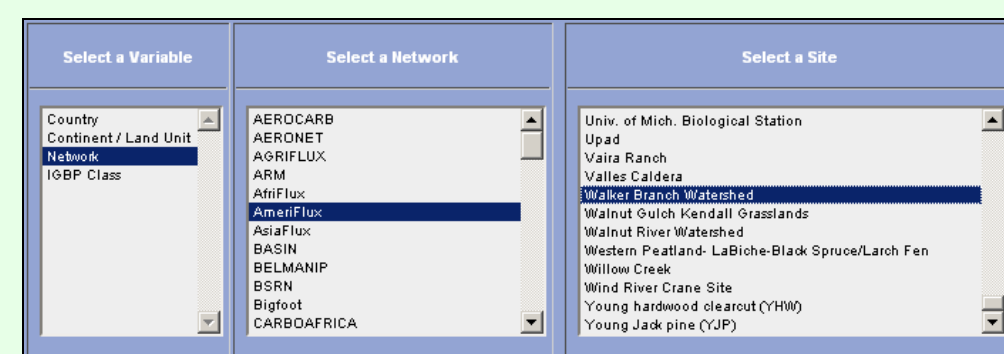 Select a Variable
Select a Network
Select a Site
Country
Continent / Land Unit
Network
IGBP Class
AEROCARB
AERONET
AGRIFLUX
ARM
AfriFlux
AmeriFlux
AsiaFlux
BASIN
BELMANIP
BSRN
Bigfoot
CARBOAFRICA
Univ. of Mich. Biological Station
Upad
Vaira Ranch
Valles Caldera
Walker Branch Watershed
Walnut Gulch Kendall Grasslands
Walnut River Watershed
Western Peatland- LaBiche-Black Spruce/Larch Fen
Willow Creek
Wind River Crane Site
Young hardwood clearcut (YHW)
Young Jack pine (YJP)